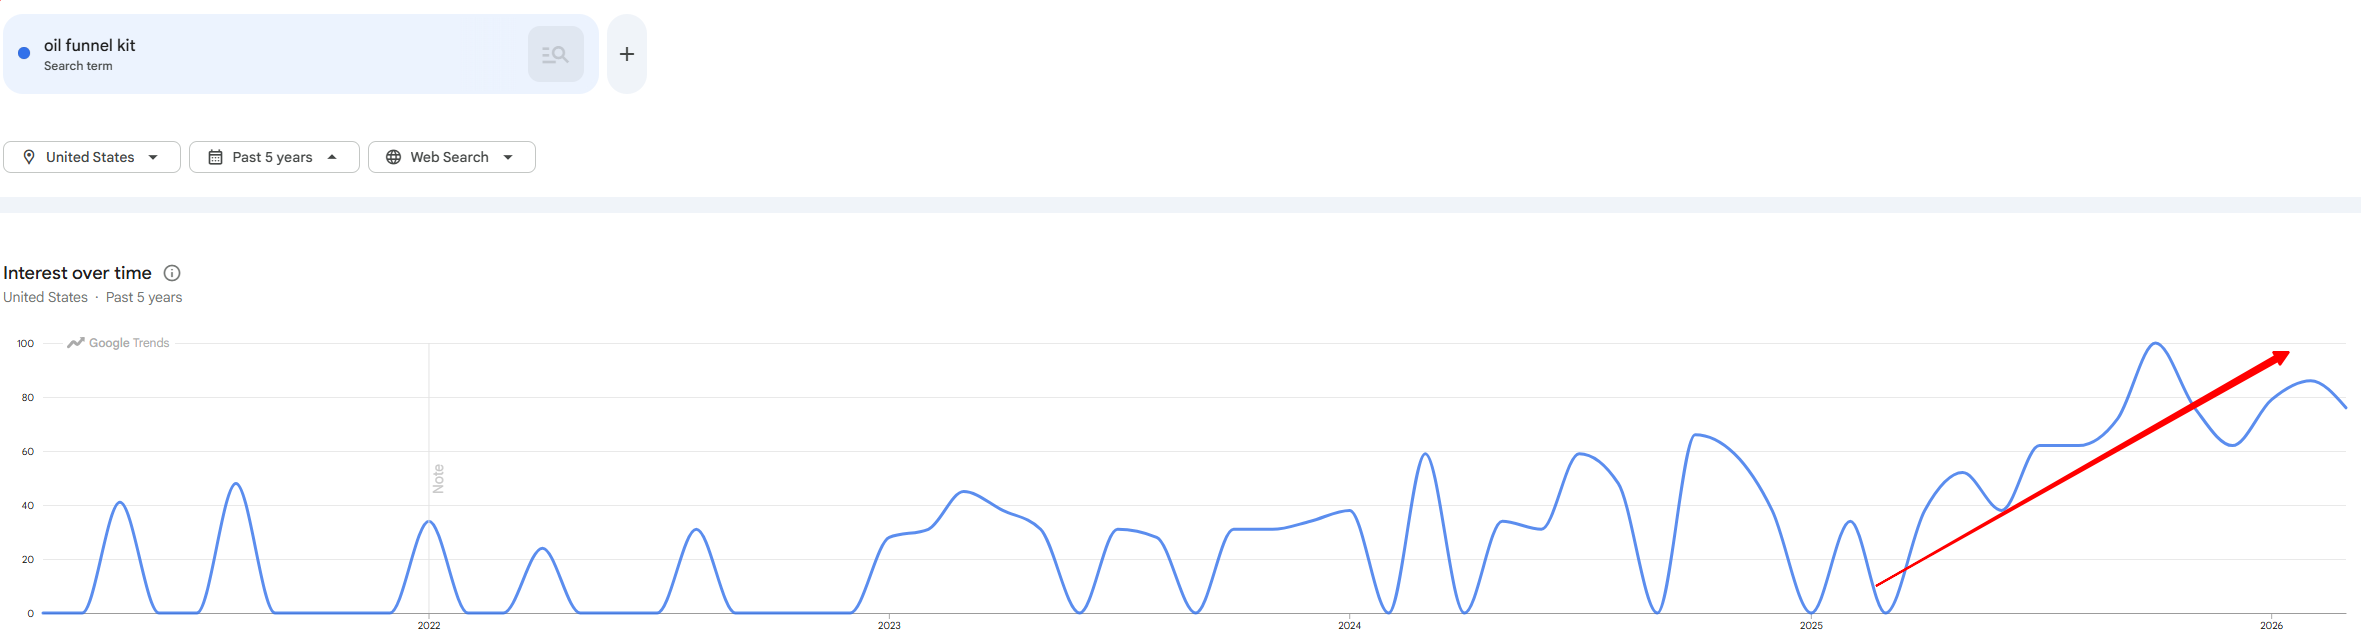 oil funnel kit
Search term
+
United States
Past 5 years
Web Search
Interest over time
United States · Past 5 years
Google Trends
100
80
60
40
20
0
Note
2022
2023
2024
2025
2026